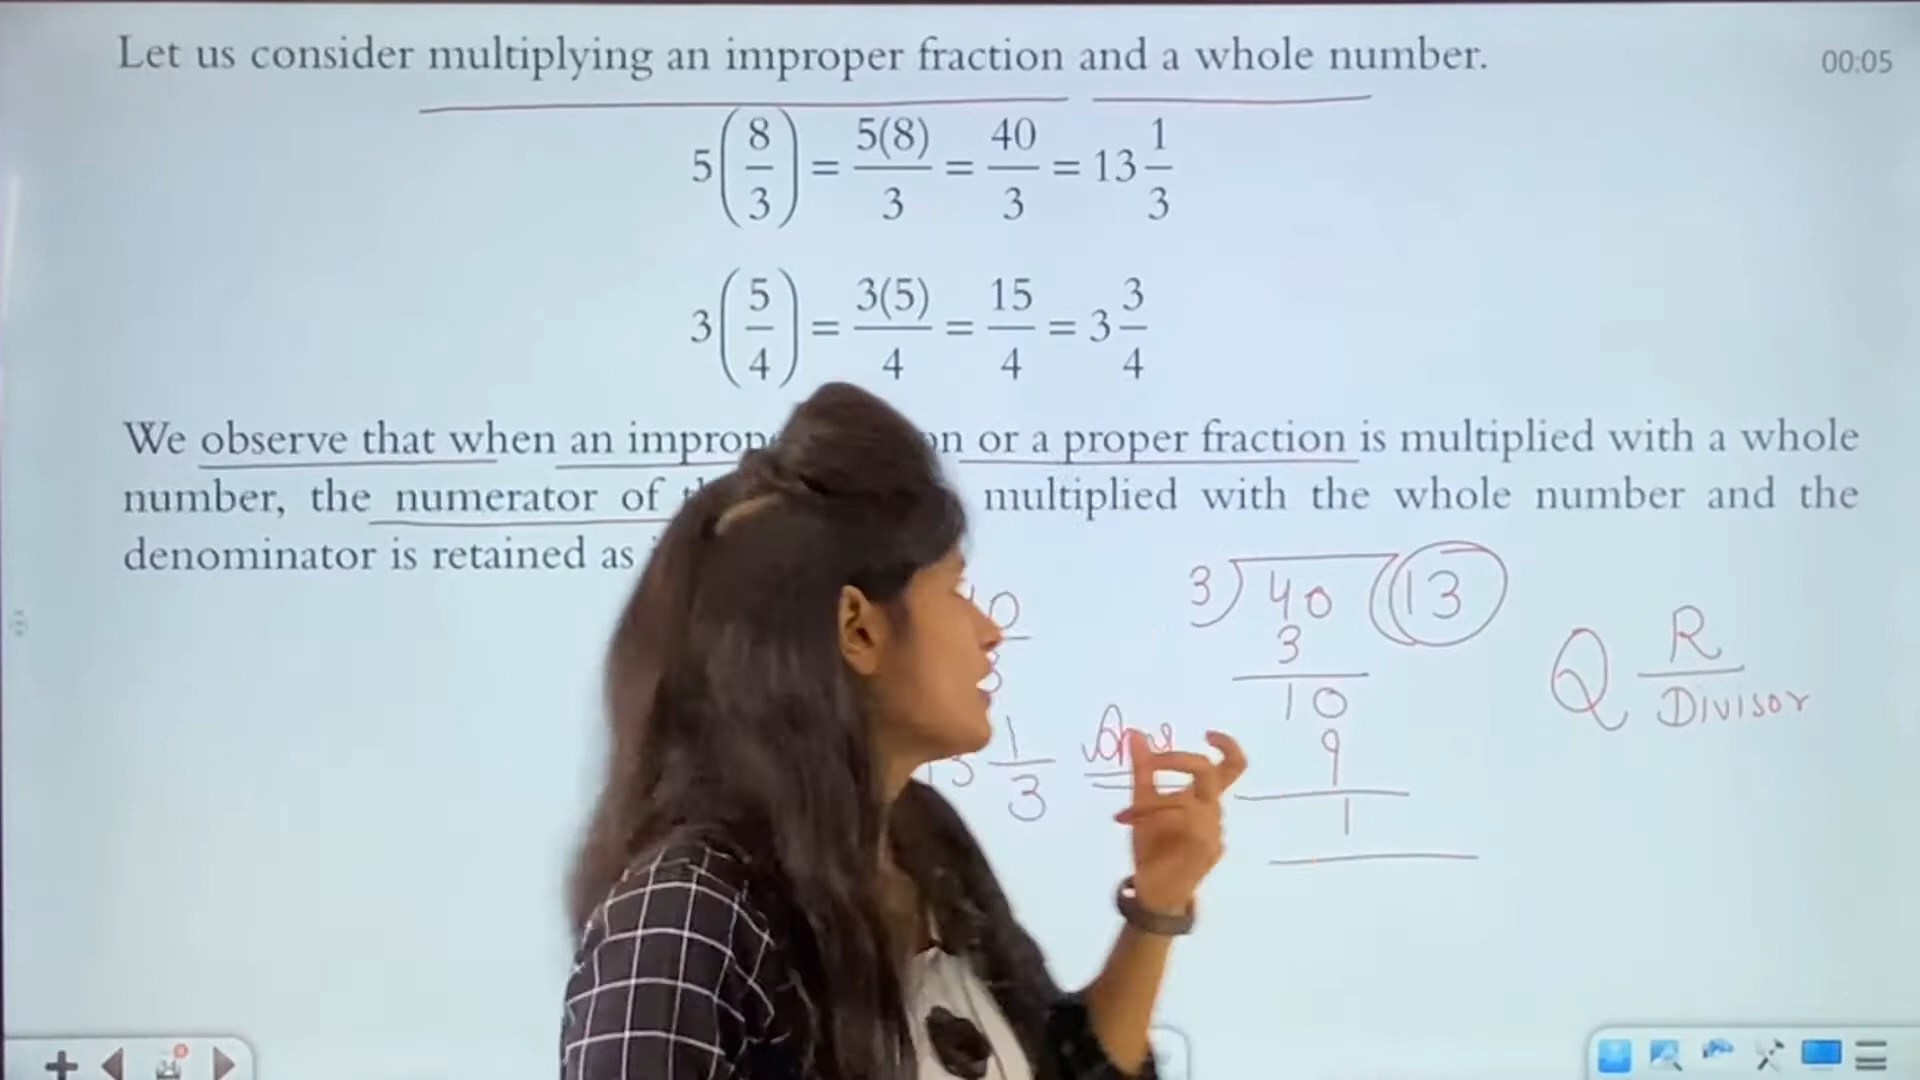 Let us consider multiplying an improper fraction and a whole number.
00:05
5(8/3) = 5(8)/3 = 40/3 = 13 1/3
3(5/4) = 3(5)/4 = 15/4 = 3 3/4
We observe that when an or a proper fraction is multiplied with a whole
number, the numerator of multiplied with the whole number and the
denominator is retained as
3) 40 (13
3
10
9
1
Q R/Divisor
1/3 Ans